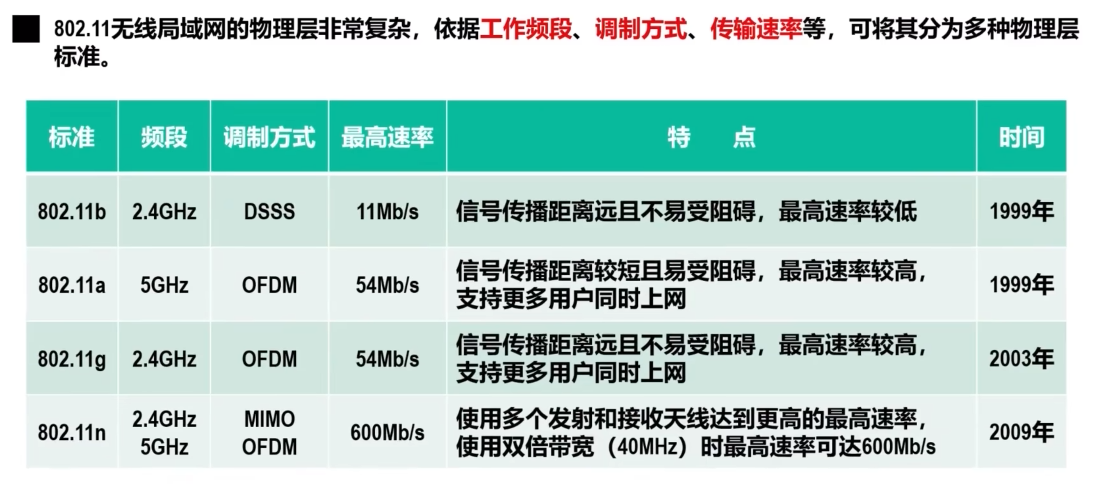 802.11无线局域网的物理层非常复杂，依据工作频段、调制方式、传输速率等，可将其分为多种物理层
标准。
标准 频段 调制方式 最高速率 特 点 时间
802.11b 2.4GHz DSSS 11Mb/s 信号传播距离远且不易受阻碍，最高速率较低 1999年
802.11a 5GHz OFDM 54Mb/s 信号传播距离较短且易受阻碍，最高速率较高，
支持更多用户同时上网 1999年
802.11g 2.4GHz OFDM 54Mb/s 信号传播距离远且不易受阻碍，最高速率较高，
支持更多用户同时上网 2003年
802.11n 2.4GHz
5GHz MIMO
OFDM 600Mb/s 使用多个发射和接收天线达到更高的最高速率，
使用双倍带宽（40MHz）时最高速率可达600Mb/s 2009年